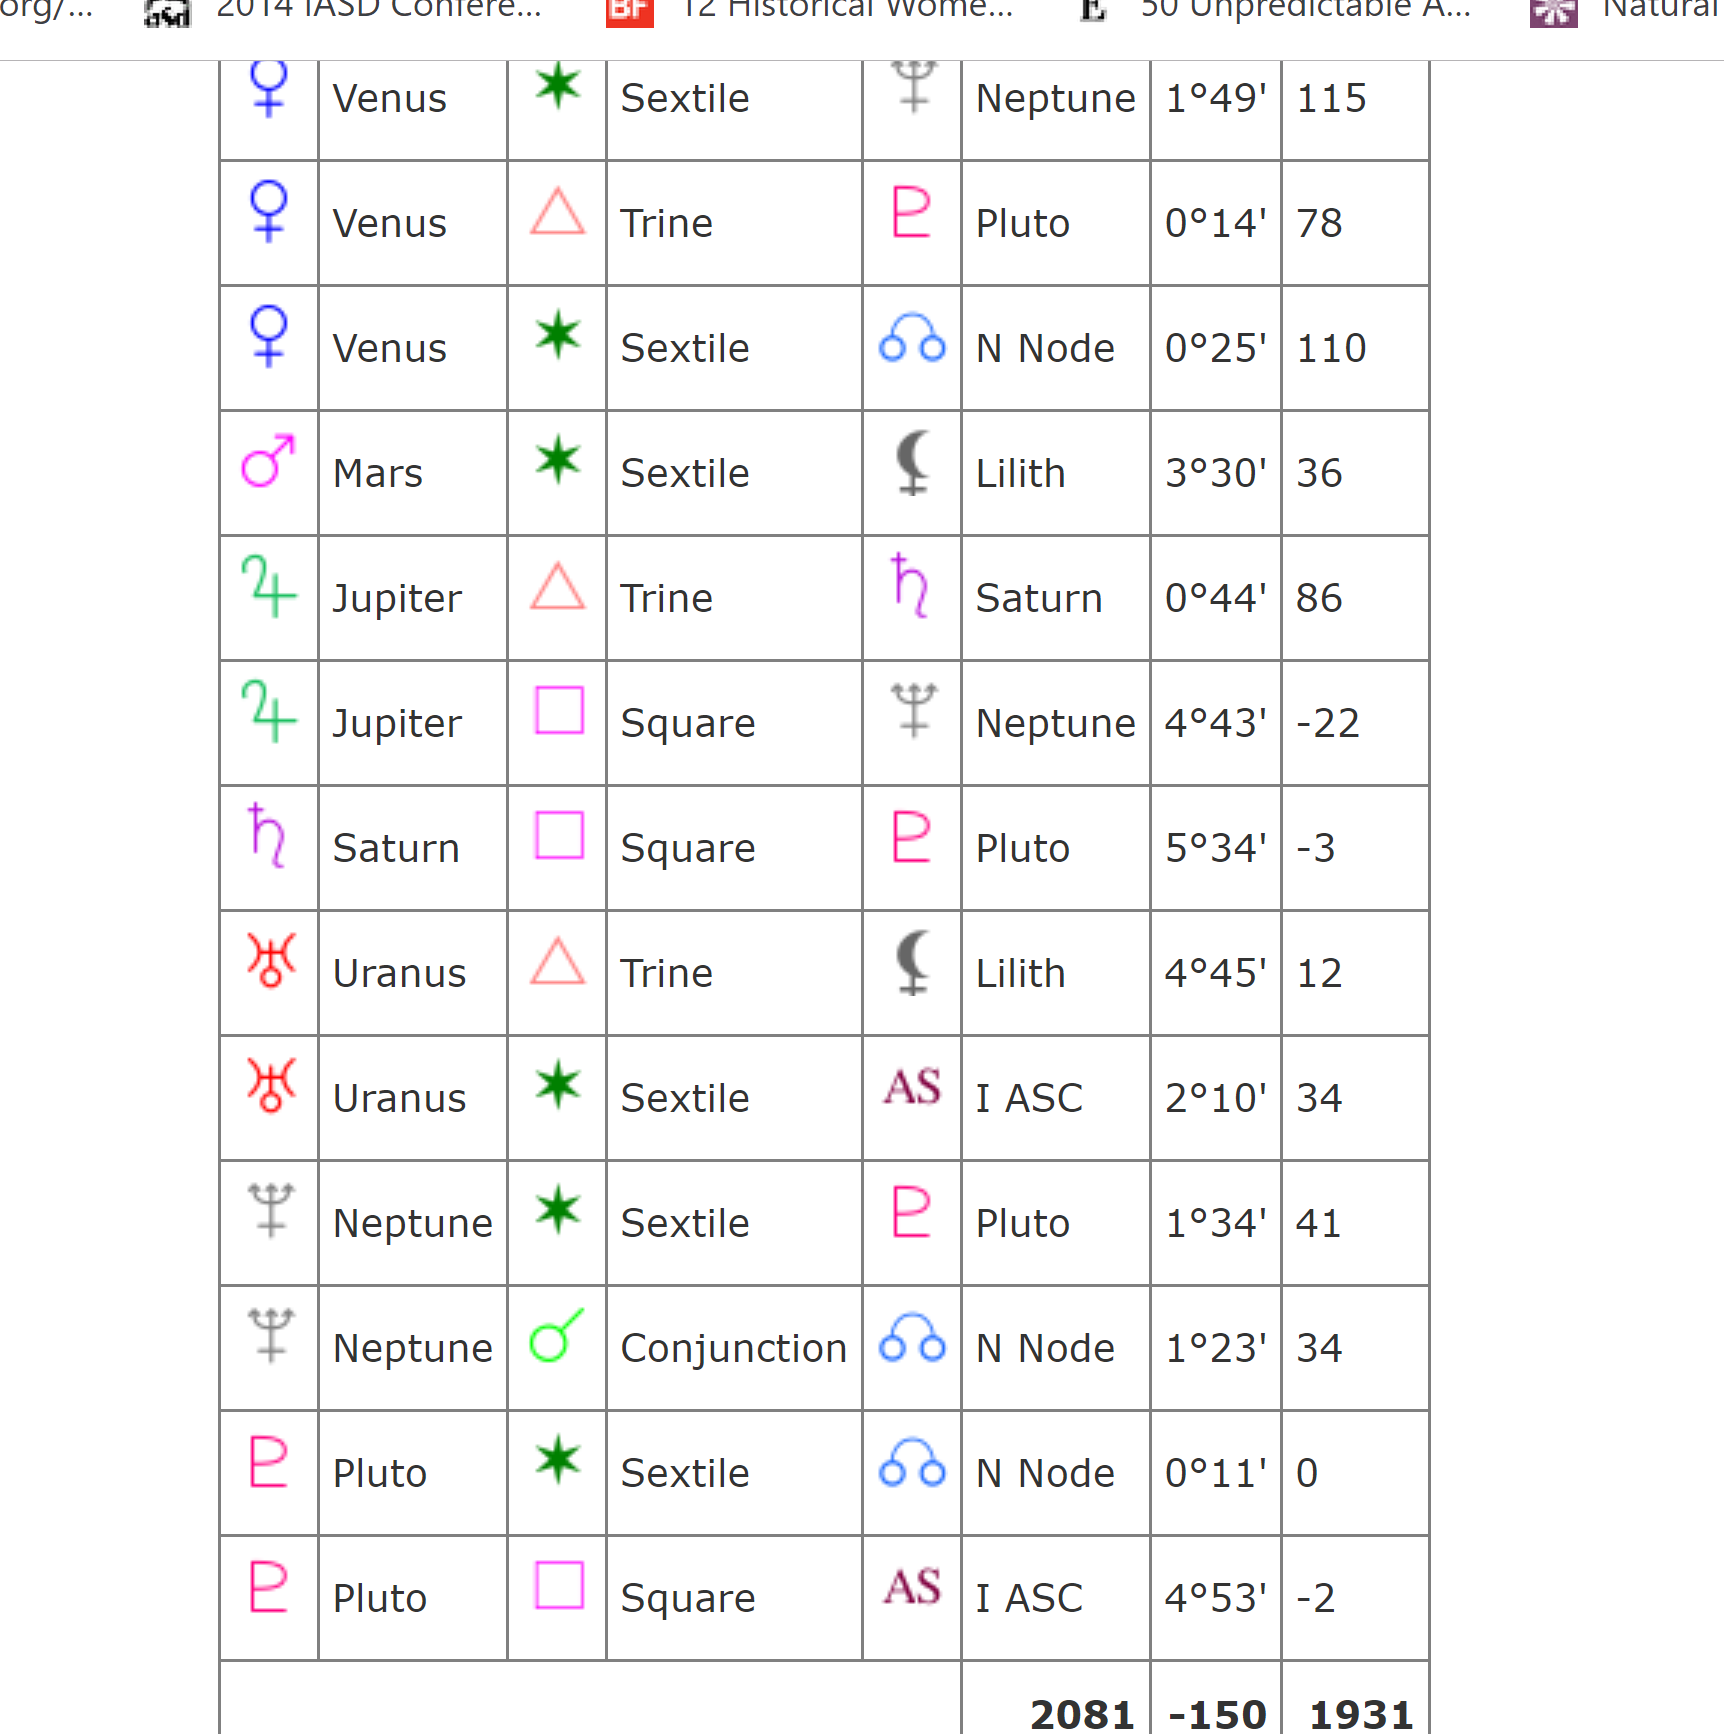 org/... 2014 IASD Confere... BF 12 Historical Wome... E 50 Unpredictable A... Natural
Venus Sextile Neptune 1°49' 115
Venus Trine Pluto 0°14' 78
Venus Sextile N Node 0°25' 110
Mars Sextile Lilith 3°30' 36
Jupiter Trine Saturn 0°44' 86
Jupiter Square Neptune 4°43' -22
Saturn Square Pluto 5°34' -3
Uranus Trine Lilith 4°45' 12
Uranus Sextile AS I ASC 2°10' 34
Neptune Sextile Pluto 1°34' 41
Neptune Conjunction N Node 1°23' 34
Pluto Sextile N Node 0°11' 0
Pluto Square AS I ASC 4°53' -2
2081 -150 1931